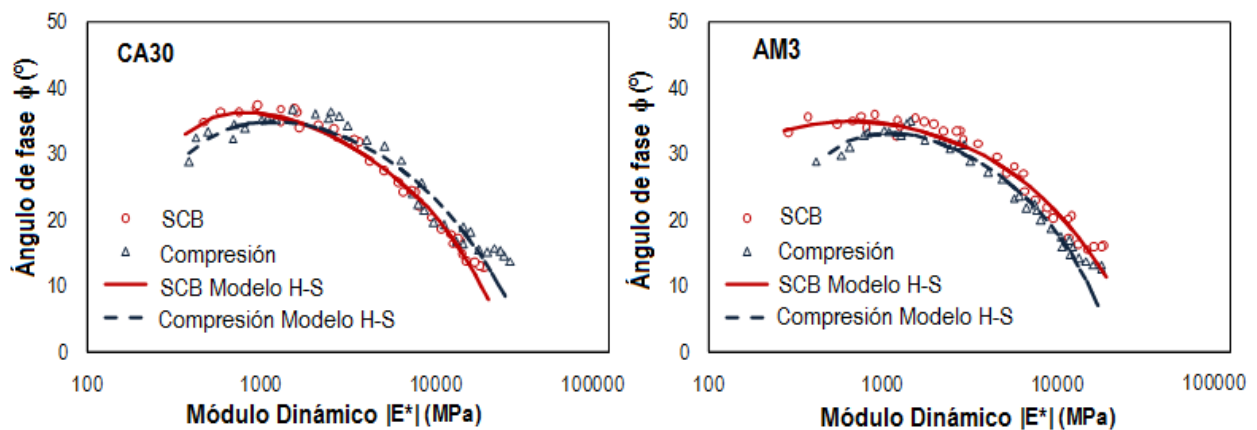 CA30
Ángulo de fase ϕ (º)
50
40
30
20
10
0
SCB
Compresión
SCB Modelo H-S
Compresión Modelo H-S
100
1000
10000
100000
Módulo Dinámico |E*| (MPa)
AM3
Ángulo de fase ϕ (º)
50
40
30
20
10
0
SCB
Compresión
SCB Modelo H-S
Compresión Modelo H-S
100
1000
10000
100000
Módulo Dinámico |E*| (MPa)